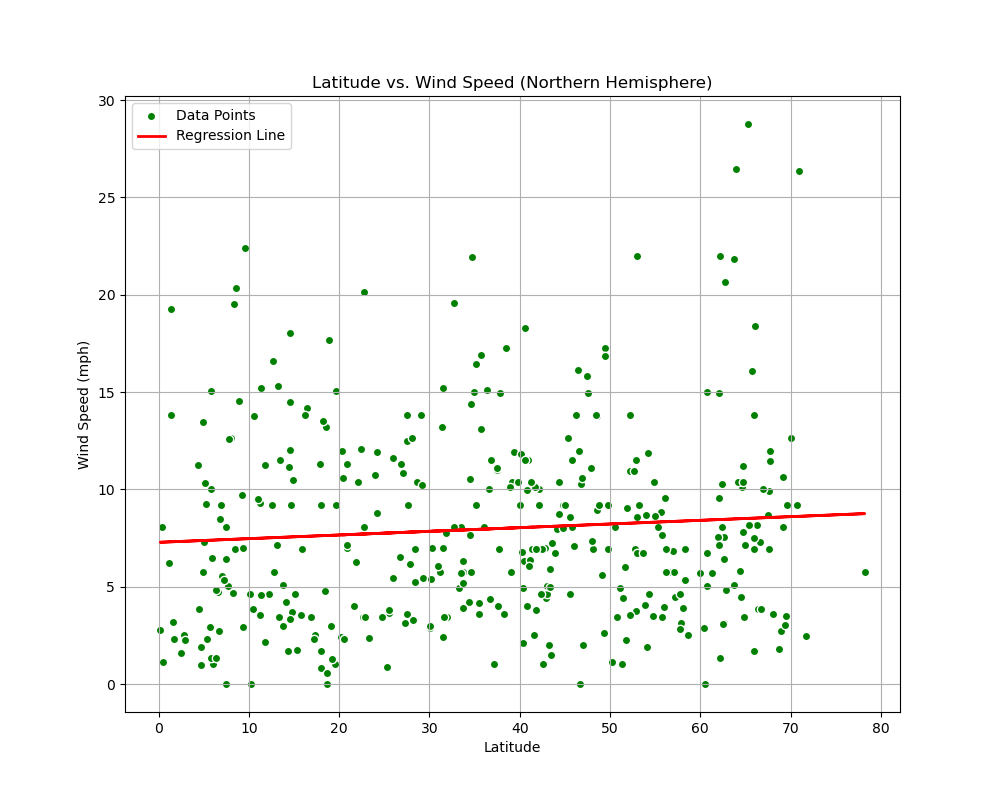 Latitude vs. Wind Speed (Northern Hemisphere)
Data Points
Regression Line
30
25
20
15
10
5
0
Wind Speed (mph)
0 10 20 30 40 50 60 70 80
Latitude